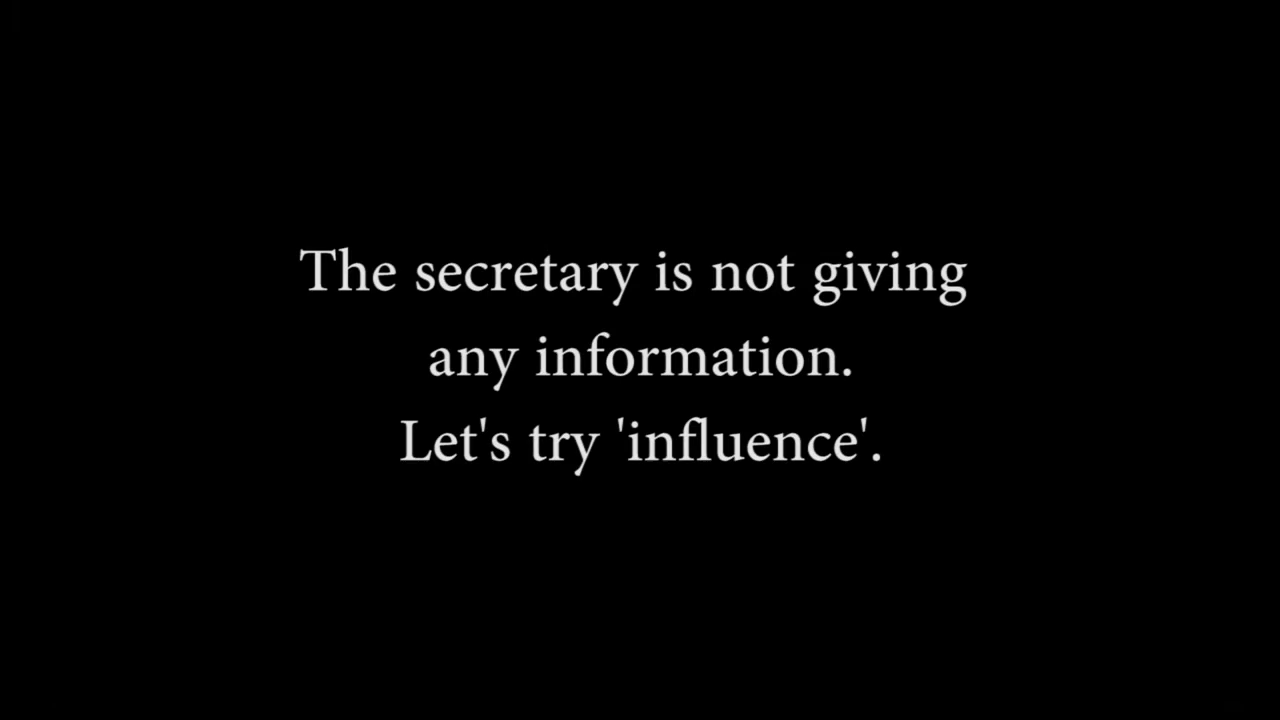 The secretary is not giving
any information.
Let's try 'influence'.